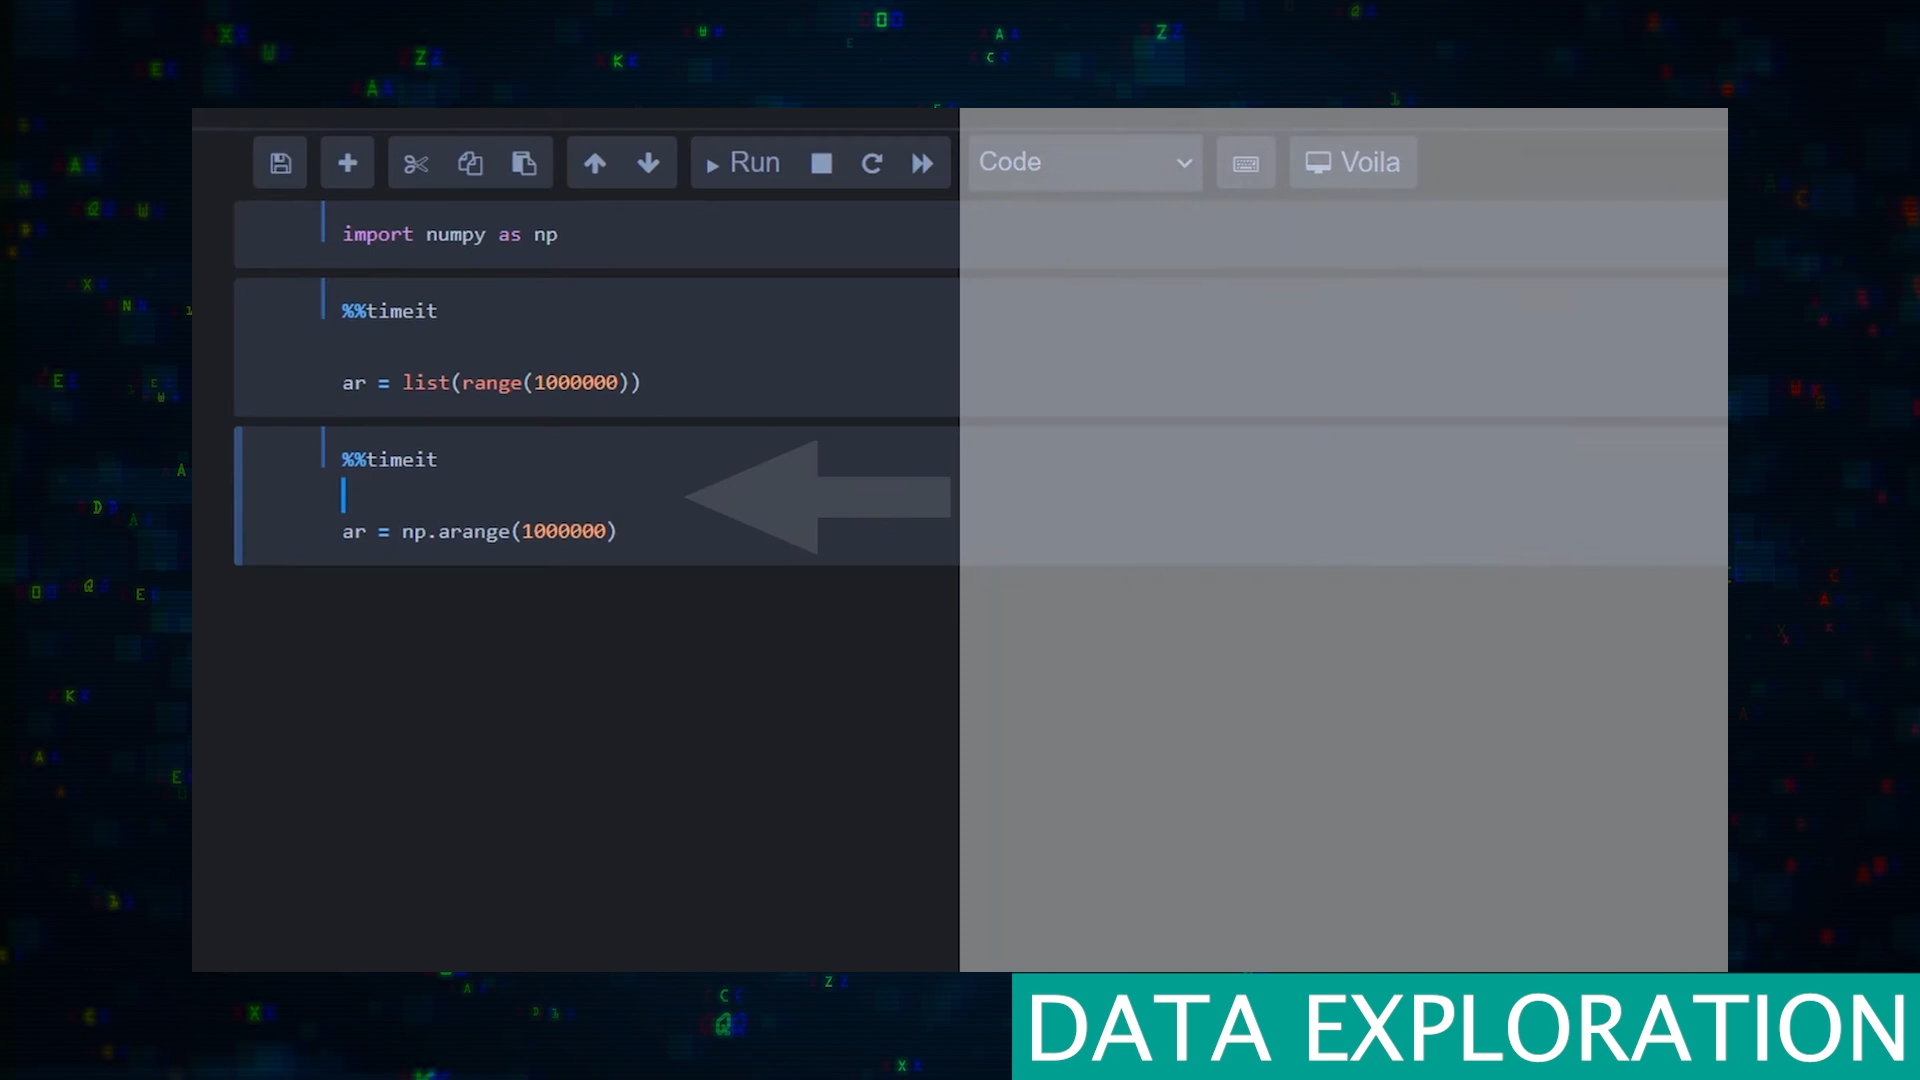 Run
Code
Voila
import numpy as np
%%timeit
ar = list(range(1000000))
%%timeit
ar = np.arange(1000000)
DATA EXPLORATION